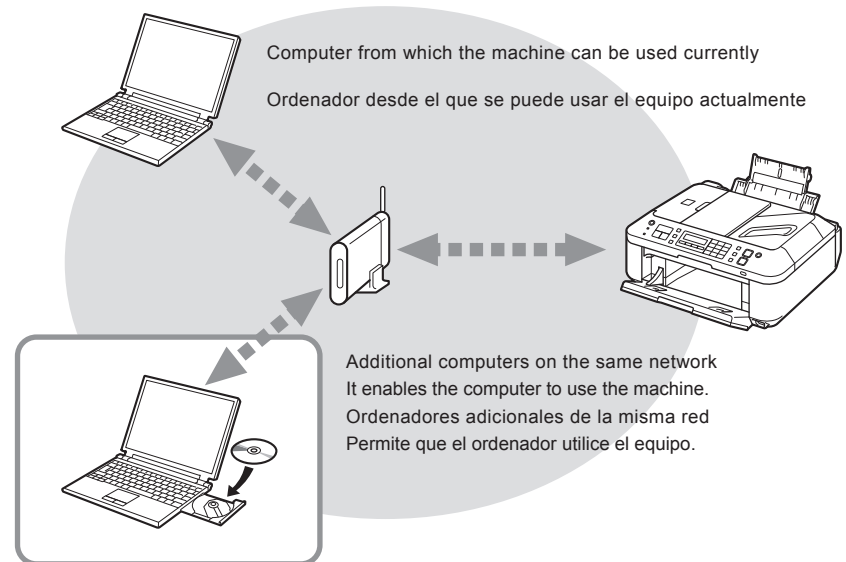 Computer from which the machine can be used currently
Ordenador desde el que se puede usar el equipo actualmente
Additional computers on the same network
It enables the computer to use the machine.
Ordenadores adicionales de la misma red
Permite que el ordenador utilice el equipo.